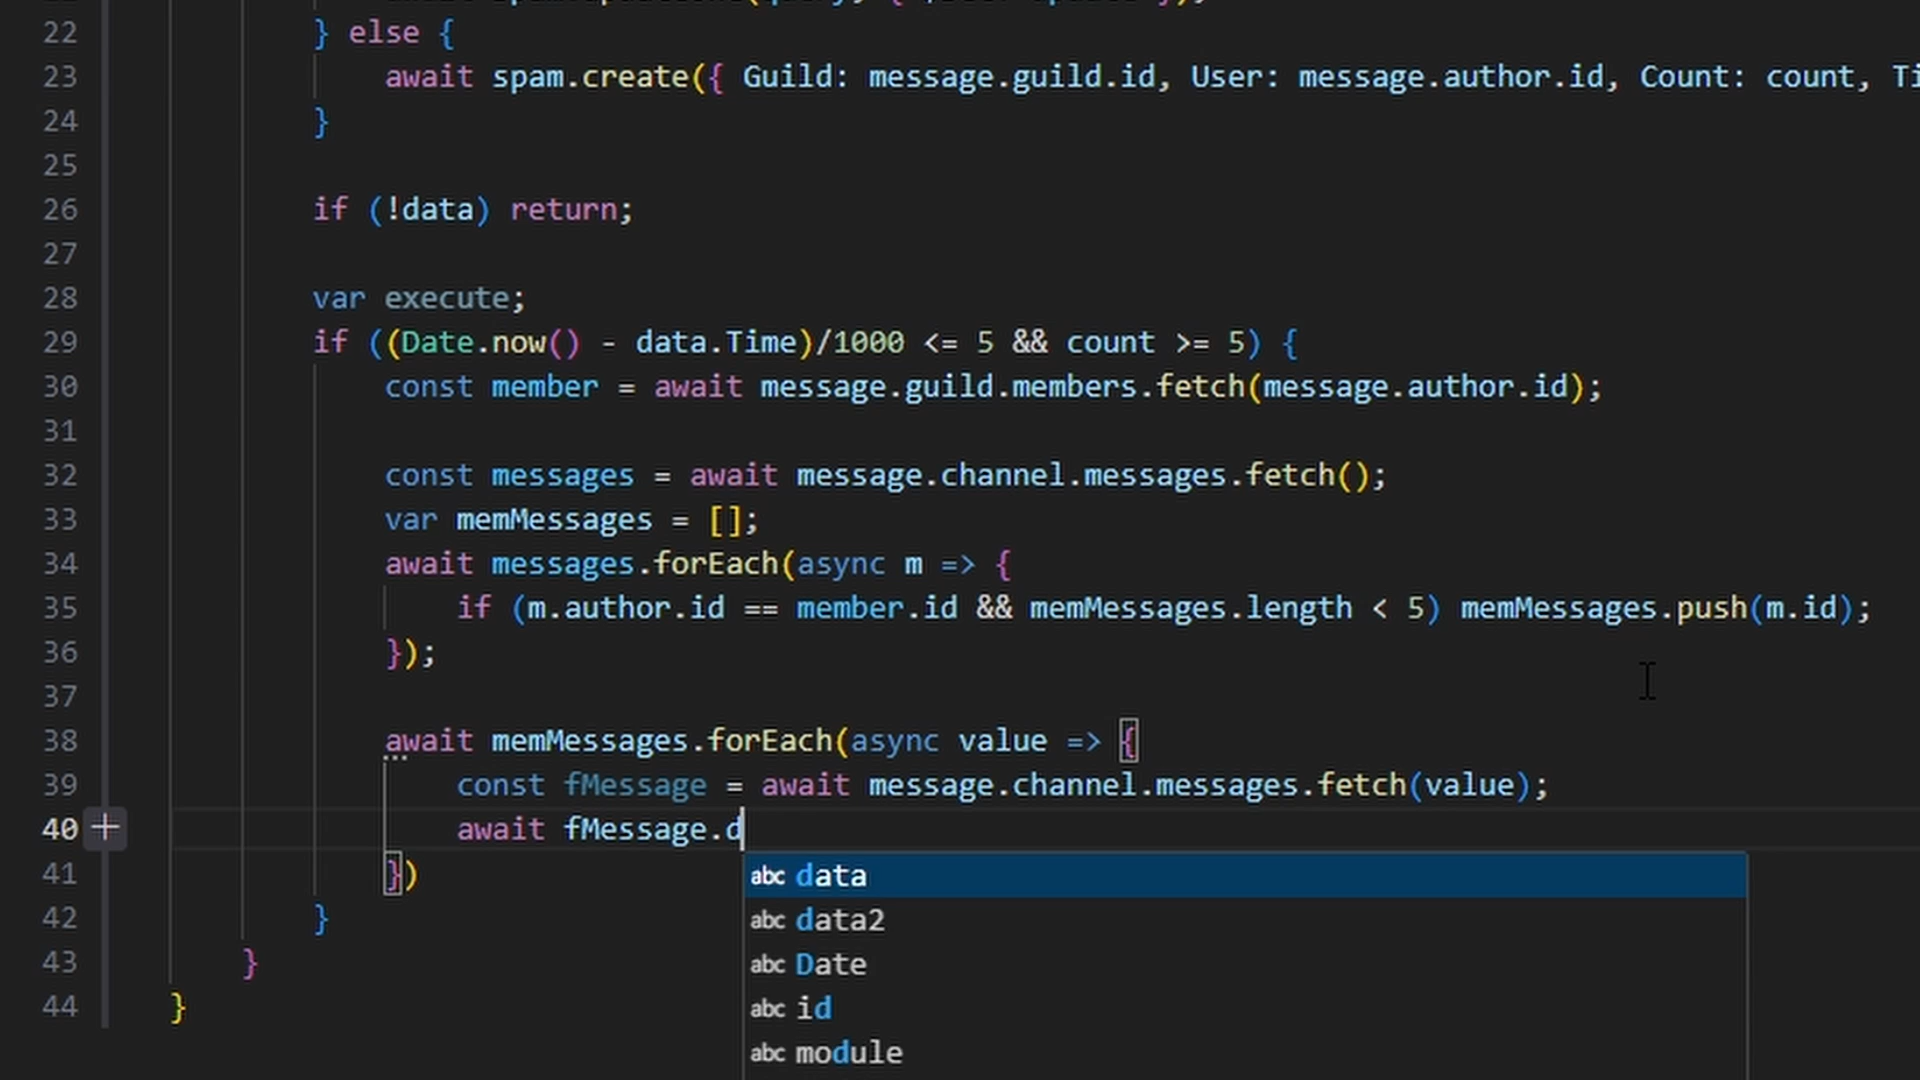 22 } else {
23 await spam.create({ Guild: message.guild.id, User: message.author.id, Count: count, Ti
24 }
25
26 if (!data) return;
27
28 var execute;
29 if ((Date.now() - data.Time)/1000 <= 5 && count >= 5) {
30 const member = await message.guild.members.fetch(message.author.id);
31
32 const messages = await message.channel.messages.fetch();
33 var memMessages = [];
34 await messages.forEach(async m => {
35 if (m.author.id == member.id && memMessages.length < 5) memMessages.push(m.id);
36 });
37
38 await memMessages.forEach(async value => {
39 const fMessage = await message.channel.messages.fetch(value);
40 await fMessage.d
41 })
abc data
42 }
abc data2
43 }
abc Date
44 }
abc id
abc module